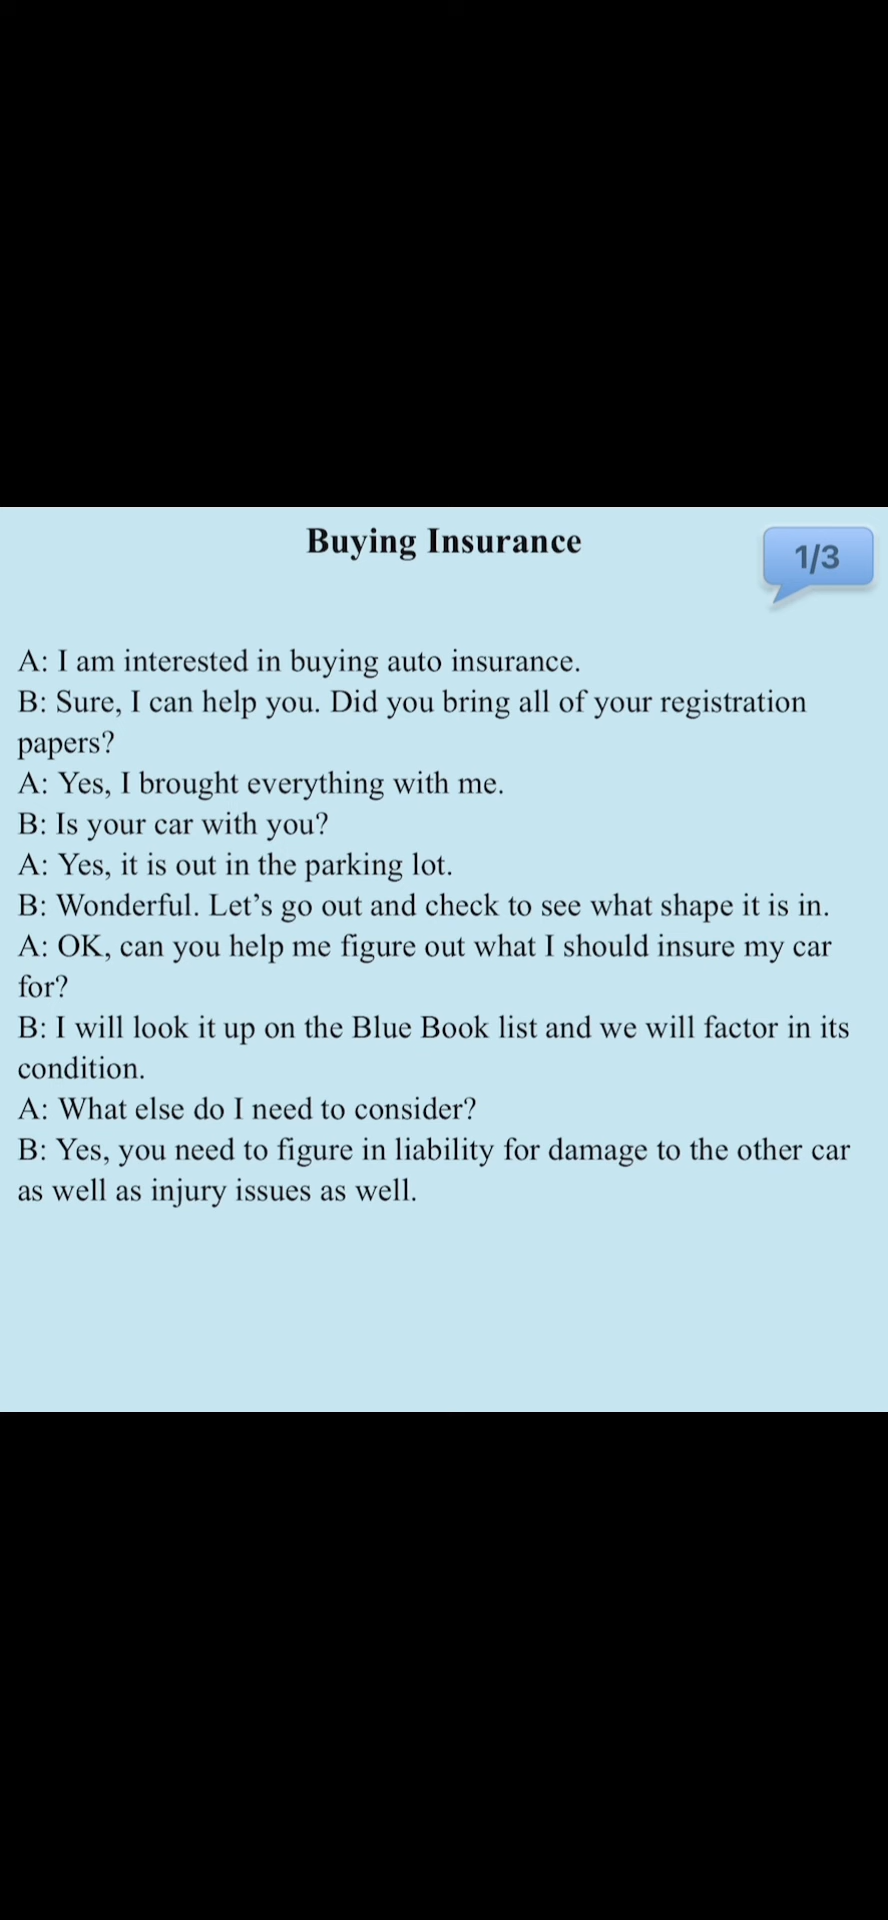 Buying Insurance
1/3
A: I am interested in buying auto insurance.
B: Sure, I can help you. Did you bring all of your registration
papers?
A: Yes, I brought everything with me.
B: Is your car with you?
A: Yes, it is out in the parking lot.
B: Wonderful. Let’s go out and check to see what shape it is in.
A: OK, can you help me figure out what I should insure my car
for?
B: I will look it up on the Blue Book list and we will factor in its
condition.
A: What else do I need to consider?
B: Yes, you need to figure in liability for damage to the other car
as well as injury issues as well.